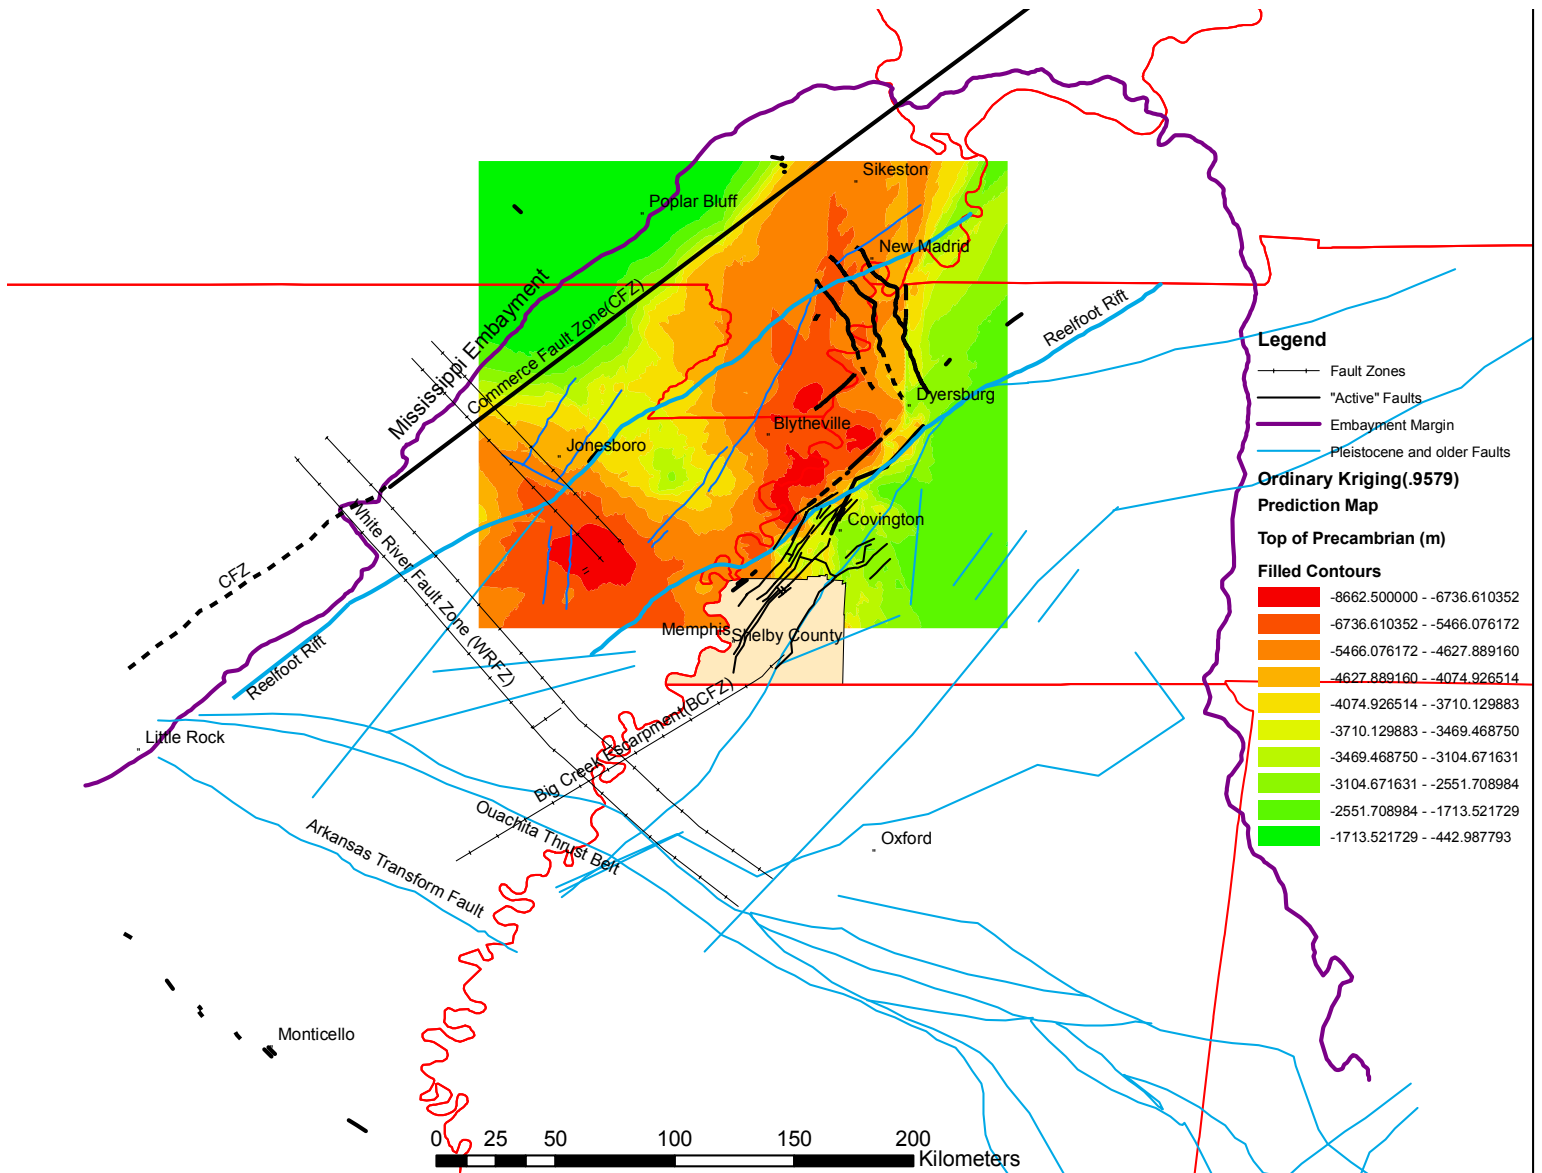 Sikeston
Poplar Bluff
New Madrid
Mississippi Embayment
Commerce Fault Zone(CFZ)
Reelfoot Rift
Dyersburg
Blytheville
Jonesboro
Covington
White River Fault Zone (WRFZ)
CFZ
Reelfoot Rift
Memphis
Shelby County
Little Rock
Big Creek Escarpment(BCFZ)
Ouachita Thrust Belt
Arkansas Transform Fault
Oxford
Monticello
Legend
Fault Zones
"Active" Faults
Embayment Margin
Pleistocene and older Faults
Ordinary Kriging(.9579)
Prediction Map
Top of Precambrian (m)
Filled Contours
-8662.500000 - -6736.610352
-6736.610352 - -5466.076172
-5466.076172 - -4627.889160
-4627.889160 - -4074.926514
-4074.926514 - -3710.129883
-3710.129883 - -3469.468750
-3469.468750 - -3104.671631
-3104.671631 - -2551.708984
-2551.708984 - -1713.521729
-1713.521729 - -442.987793
0 25 50 100 150 200
Kilometers